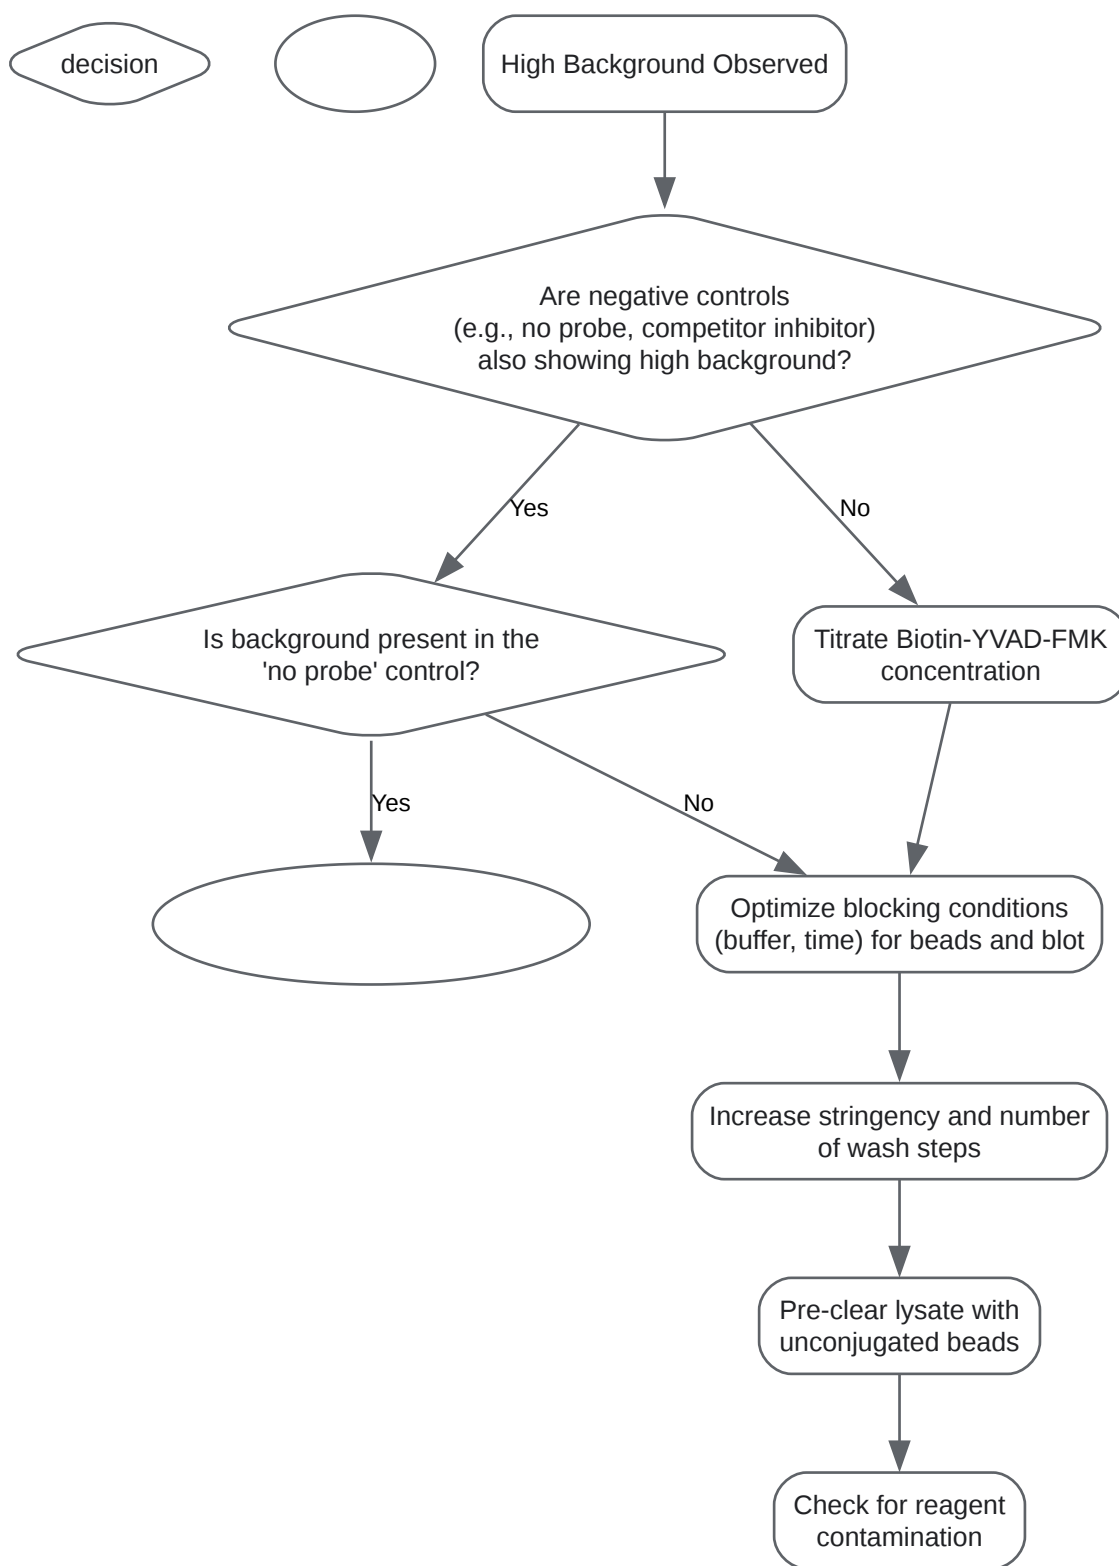 decision
High Background Observed
Are negative controls
(e.g., no probe, competitor inhibitor)
also showing high background?
Yes
No
Is background present in the
'no probe' control?
Titrate Biotin-YVAD-FMK
concentration
Yes
No
Optimize blocking conditions
(buffer, time) for beads and blot
Increase stringency and number
of wash steps
Pre-clear lysate with
unconjugated beads
Check for reagent
contamination